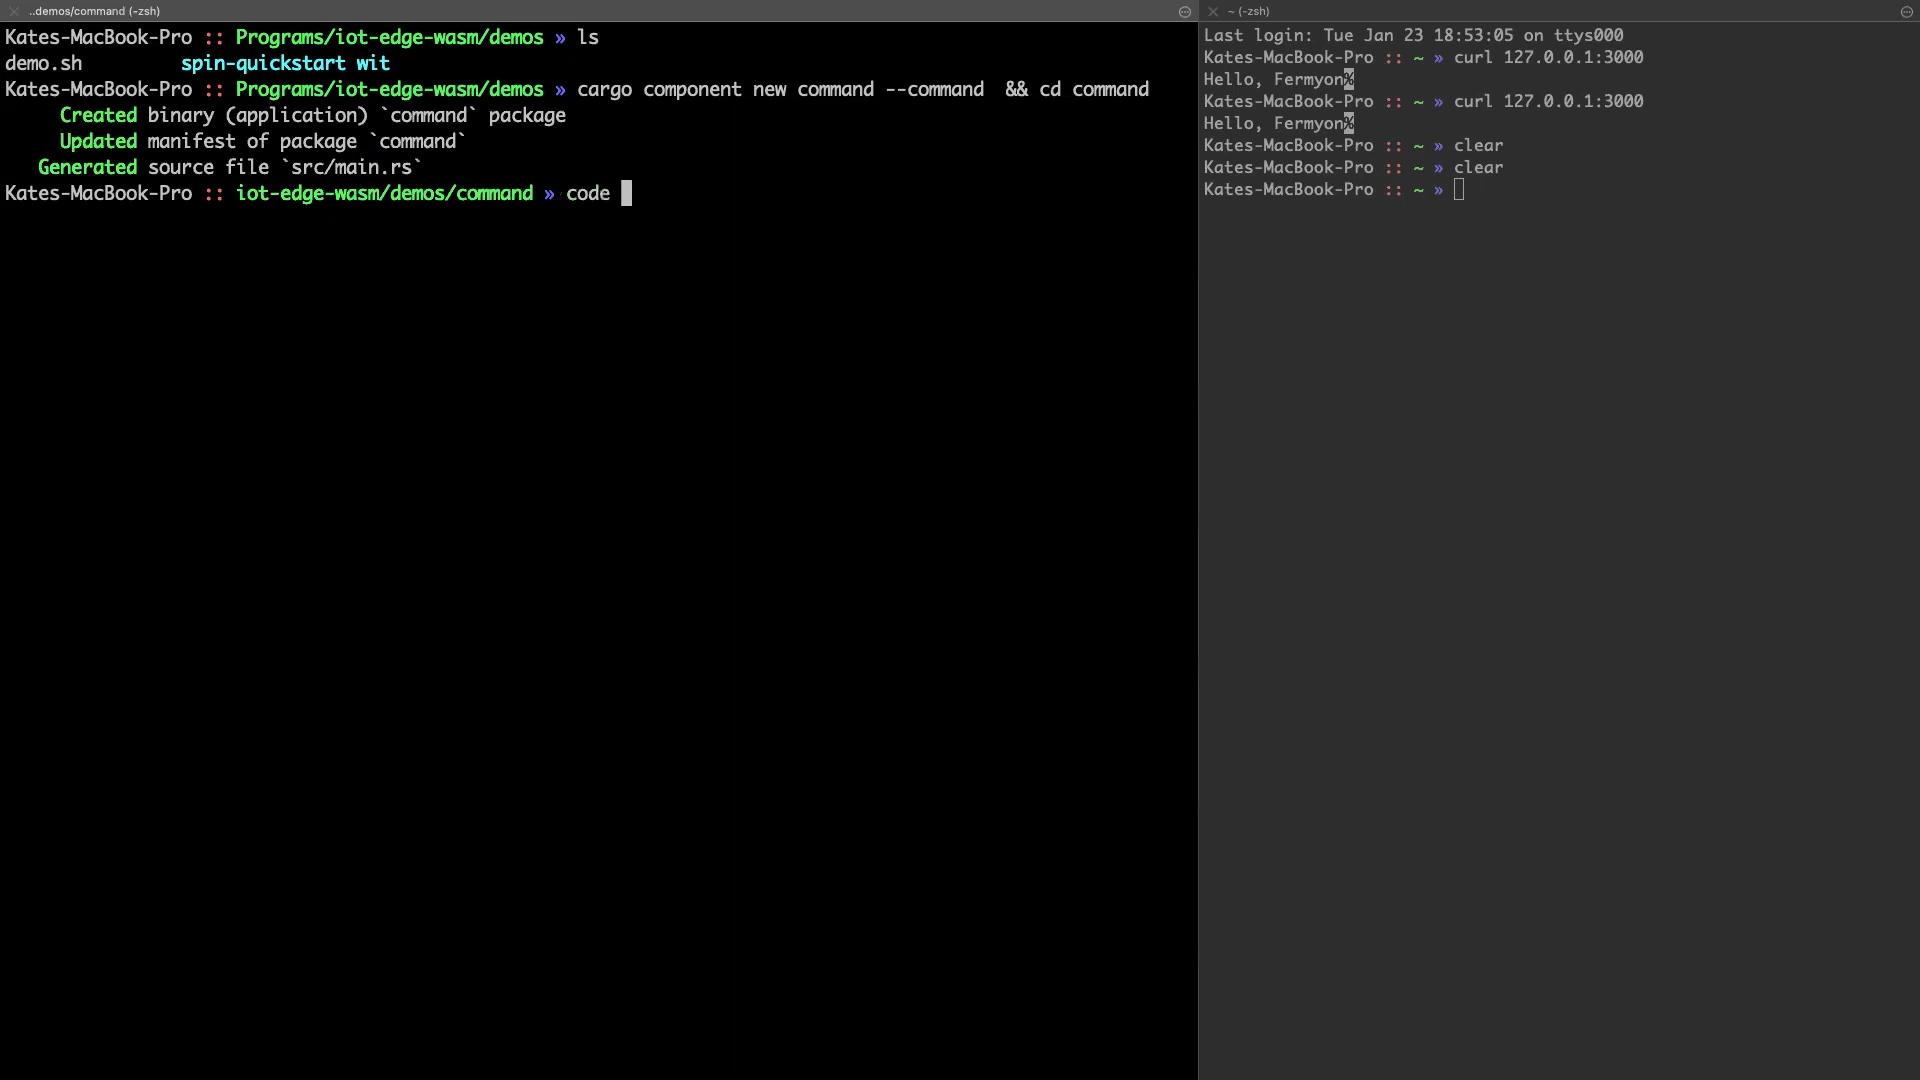 ..demos/command (-zsh)
Kates-MacBook-Pro :: Programs/iot-edge-wasm/demos » ls
demo.sh spin-quickstart wit
Kates-MacBook-Pro :: Programs/iot-edge-wasm/demos » cargo component new command --command  && cd command
Created binary (application) `command` package
Updated manifest of package `command`
Generated source file `src/main.rs`
Kates-MacBook-Pro :: iot-edge-wasm/demos/command » code
~ (-zsh)
Last login: Tue Jan 23 18:53:05 on ttys000
Kates-MacBook-Pro :: ~ » curl 127.0.0.1:3000
Hello, Fermyon%
Kates-MacBook-Pro :: ~ » curl 127.0.0.1:3000
Hello, Fermyon%
Kates-MacBook-Pro :: ~ » clear
Kates-MacBook-Pro :: ~ » clear
Kates-MacBook-Pro :: ~ »